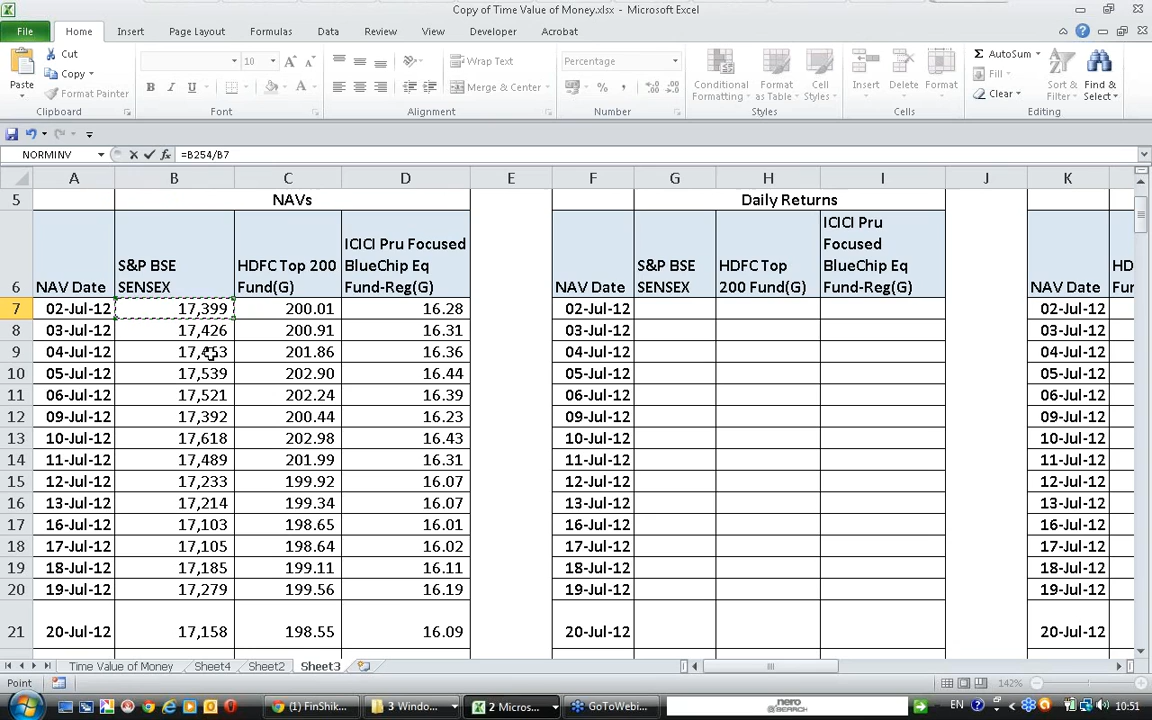 Copy of Time Value of Money.xlsx - Microsoft Excel
File Home Insert Page Layout Formulas Data Review View Developer Acrobat
Cut
Copy
Format Painter
Paste
Clipboard
10 A A
B I U A
Font
Wrap Text
Merge & Center
Alignment
Percentage
% ,
Number
Conditional Formatting
Format as Table
Cell Styles
Styles
Insert Delete Format
Cells
Σ AutoSum
Fill
Clear
Sort & Filter
Find & Select
Editing
NORMINV fx =B254/B7
A B C D E F G H I J K
5 NAVs Daily Returns
6 NAV Date S&P BSE SENSEX HDFC Top 200 Fund(G) ICICI Pru Focused BlueChip Eq Fund-Reg(G) NAV Date S&P BSE SENSEX HDFC Top 200 Fund(G) ICICI Pru Focused BlueChip Eq Fund-Reg(G) NAV Date HD Fu
7 02-Jul-12 17,399 200.01 16.28 02-Jul-12 02-Jul-12
8 03-Jul-12 17,426 200.91 16.31 03-Jul-12 03-Jul-12
9 04-Jul-12 201.86 16.36 04-Jul-12 04-Jul-12
10 05-Jul-12 17,539 202.90 16.44 05-Jul-12 05-Jul-12
11 06-Jul-12 17,521 202.24 16.39 06-Jul-12 06-Jul-12
12 09-Jul-12 17,392 200.44 16.23 09-Jul-12 09-Jul-12
13 10-Jul-12 17,618 202.98 16.43 10-Jul-12 10-Jul-12
14 11-Jul-12 17,489 201.99 16.31 11-Jul-12 11-Jul-12
15 12-Jul-12 17,233 199.92 16.07 12-Jul-12 12-Jul-12
16 13-Jul-12 17,214 199.34 16.07 13-Jul-12 13-Jul-12
17 16-Jul-12 17,103 198.65 16.01 16-Jul-12 16-Jul-12
18 17-Jul-12 17,105 198.64 16.02 17-Jul-12 17-Jul-12
19 18-Jul-12 17,185 199.11 16.11 18-Jul-12 18-Jul-12
20 19-Jul-12 17,279 199.56 16.19 19-Jul-12 19-Jul-12
21 20-Jul-12 17,158 198.55 16.09 20-Jul-12 20-Jul-12
Time Value of Money Sheet4 Sheet2 Sheet3
Point 142%
(1) FinShik... 3 Windo... 2 Micros... GoToWebi... nero SEARCH EN 10:51